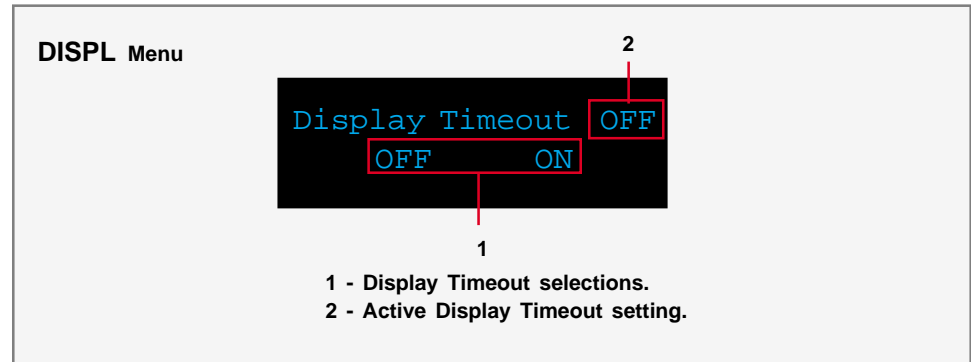 DISPL Menu
2
Display Timeout OFF
OFF ON
1
1 - Display Timeout selections.
2 - Active Display Timeout setting.